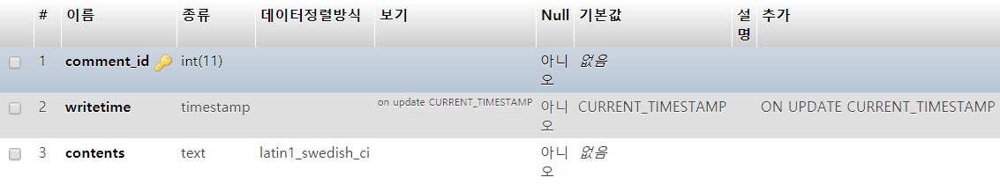 # 이름 종류 데이터정렬방식 보기 Null 기본값 설명 추가
1 comment_id int(11) 아니오 없음
2 writetime timestamp on update CURRENT_TIMESTAMP 아니오 CURRENT_TIMESTAMP ON UPDATE CURRENT_TIMESTAMP
3 contents text latin1_swedish_ci 아니오 없음